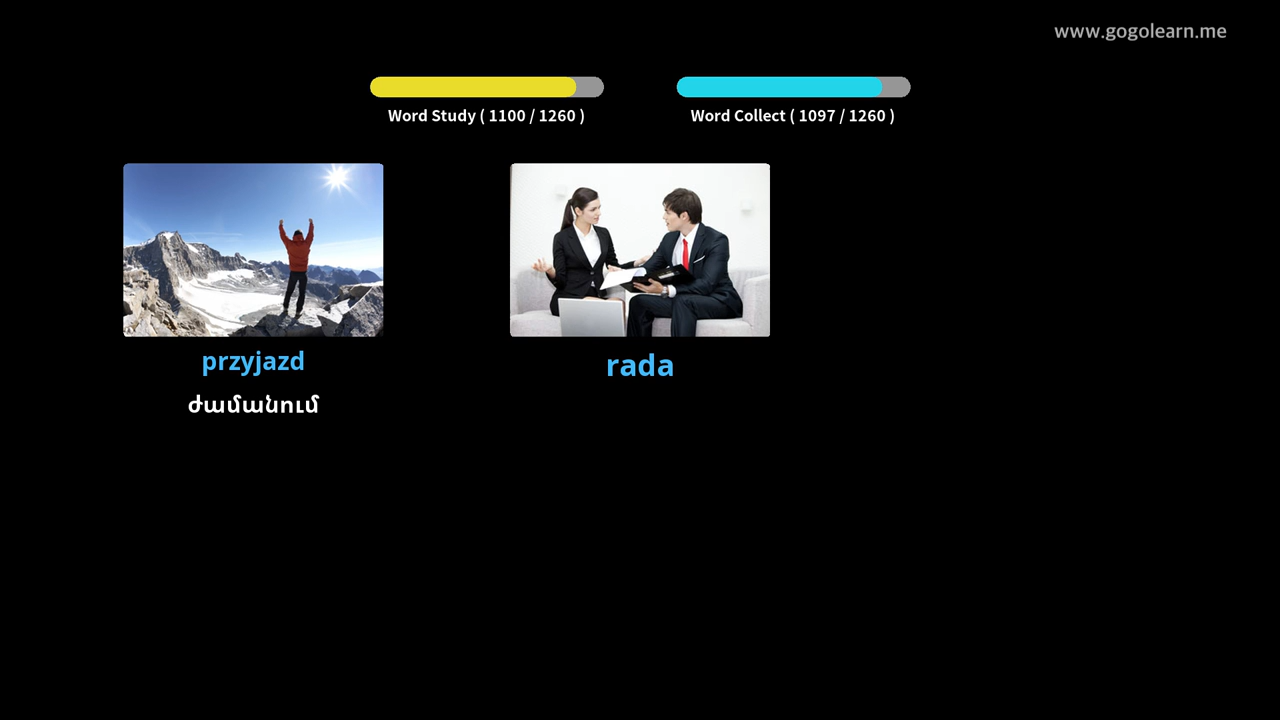 www.gogolearn.me
Word Study ( 1100 / 1260 )
Word Collect ( 1097 / 1260 )
przyjazd
ժամանում
rada